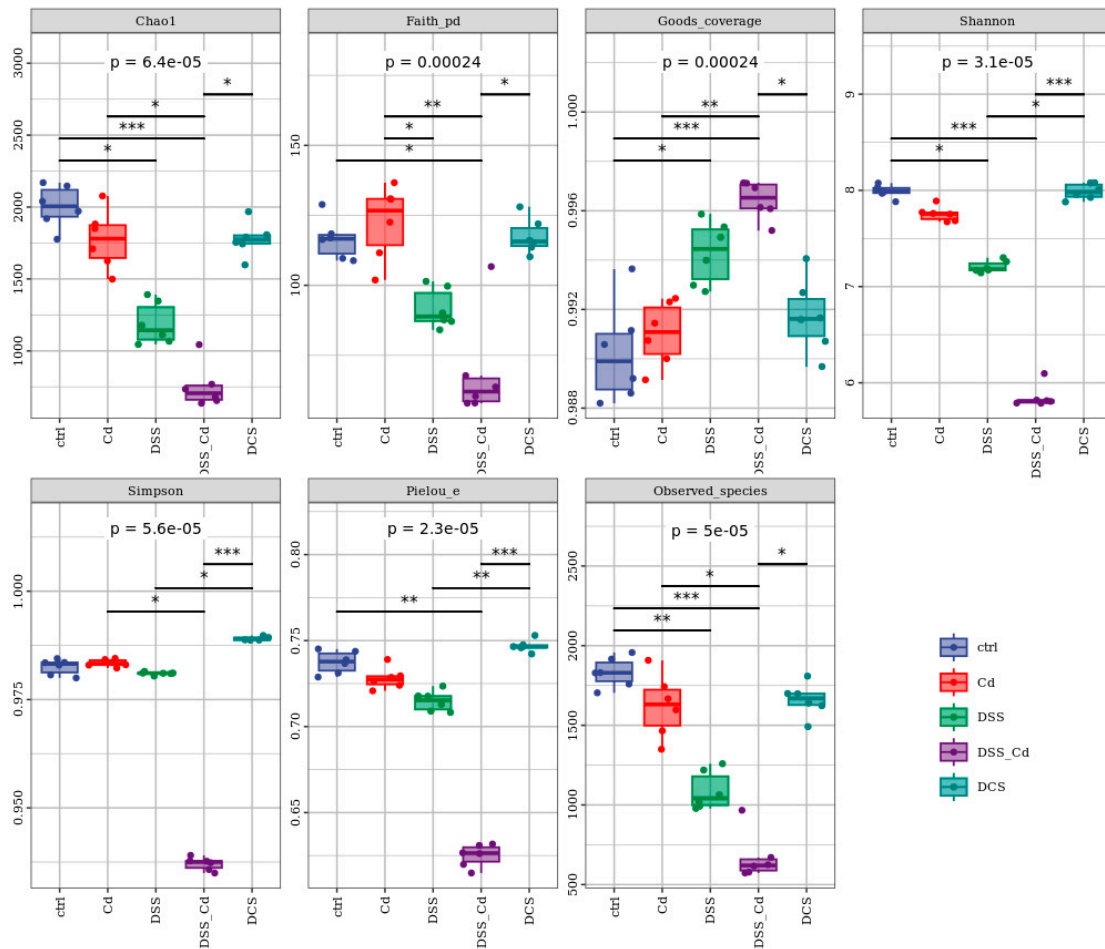 Chao1
p = 6.4e-05
*
*
***
*
3000
2500
2000
1500
1000
ctrl
Cd
DSS
DSS_Cd
DCS
Faith_pd
p = 0.00024
*
**
*
*
150
100
ctrl
Cd
DSS
DSS_Cd
DCS
Goods_coverage
p = 0.00024
*
**
***
*
1.000
0.996
0.992
0.988
ctrl
Cd
DSS
DSS_Cd
DCS
Shannon
p = 3.1e-05
***
*
***
*
9
8
7
6
ctrl
Cd
DSS
DSS_Cd
DCS
Simpson
p = 5.6e-05
***
*
*
1.000
0.975
0.950
ctrl
Cd
DSS
DSS_Cd
DCS
Pielou_e
p = 2.3e-05
***
**
**
0.80
0.75
0.70
0.65
ctrl
Cd
DSS
DSS_Cd
DCS
Observed_species
p = 5e-05
*
*
***
**
2500
2000
1500
1000
500
ctrl
Cd
DSS
DSS_Cd
DCS
ctrl
Cd
DSS
DSS_Cd
DCS